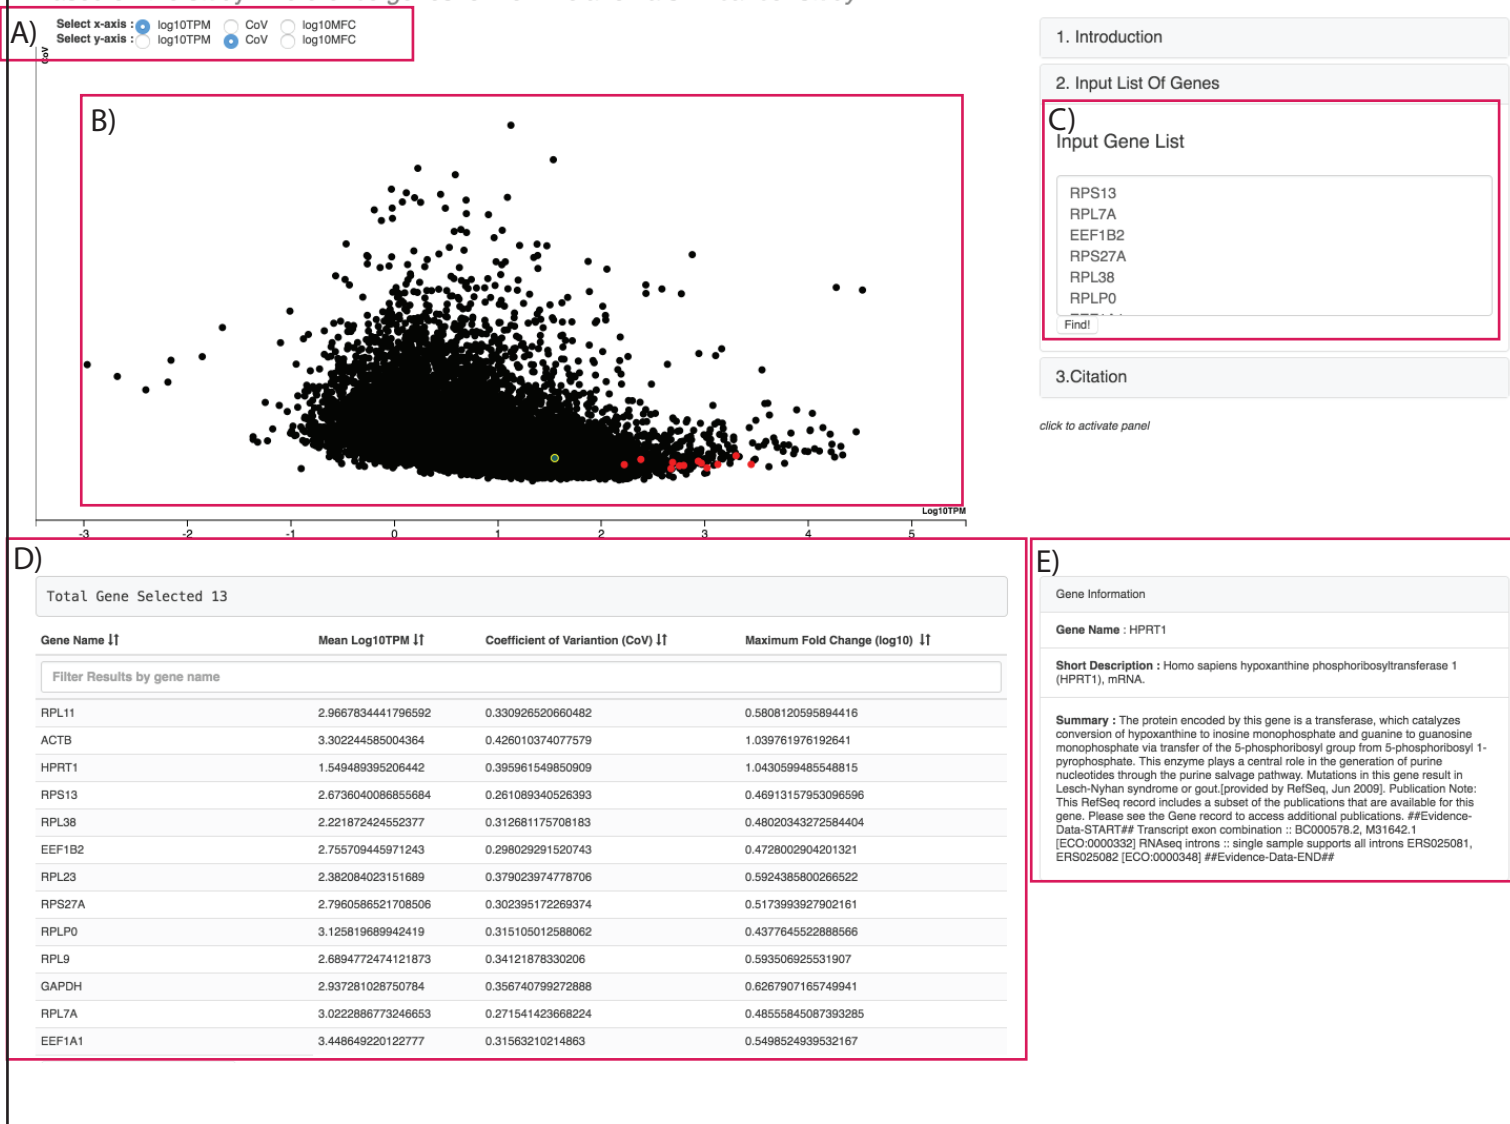 A)
Select x-axis : log10TPM CoV log10MFC
Select y-axis : log10TPM CoV log10MFC
CoV
B)
Log10TPM
-3 -2 -1 0 1 2 3 4 5
1. Introduction
2. Input List Of Genes
C)
Input Gene List
RPS13
RPL7A
EEF1B2
RPS27A
RPL38
RPLP0
Find!
3.Citation
click to activate panel
D)
Total Gene Selected 13
Gene Name Mean Log10TPM Coefficient of Variantion (CoV) Maximum Fold Change (log10)
Filter Results by gene name
RPL11 2.9667834441796592 0.330926520660482 0.5808120595894416
ACTB 3.302244585004364 0.426010374077579 1.039761976192641
HPRT1 1.549489395206442 0.395961549850909 1.0430599485548815
RPS13 2.6736040086855684 0.261089340526393 0.46913157953096596
RPL38 2.221872424552377 0.312681175708183 0.48020343272584404
EEF1B2 2.755709445971243 0.298029291520743 0.4728002904201321
RPL23 2.382084023151689 0.379023974778706 0.5924385800266522
RPS27A 2.7960586521708506 0.302395172269374 0.5173993927902161
RPLP0 3.125819689942419 0.315105012588062 0.4377645522888566
RPL9 2.6894772474121873 0.34121878330206 0.593506925531907
GAPDH 2.937281028750784 0.356740799272888 0.6267907165749941
RPL7A 3.0222886773246653 0.271541423668224 0.48555845087393285
EEF1A1 3.448649220122777 0.31563210214863 0.5498524939532167
E)
Gene Information
Gene Name : HPRT1
Short Description : Homo sapiens hypoxanthine phosphoribosyltransferase 1
(HPRT1), mRNA.
Summary : The protein encoded by this gene is a transferase, which catalyzes
conversion of hypoxanthine to inosine monophosphate and guanine to guanosine
monophosphate via transfer of the 5-phosphoribosyl group from 5-phosphoribosyl 1-
pyrophosphate. This enzyme plays a central role in the generation of purine
nucleotides through the purine salvage pathway. Mutations in this gene result in
Lesch-Nyhan syndrome or gout.[provided by RefSeq, Jun 2009]. Publication Note:
This RefSeq record includes a subset of the publications that are available for this
gene. Please see the Gene record to access additional publications. ##Evidence-
Data-START## Transcript exon combination :: BC000578.2, M31642.1
[ECO:0000332] RNAseq introns :: single sample supports all introns ERS025081,
ERS025082 [ECO:0000348] ##Evidence-Data-END##